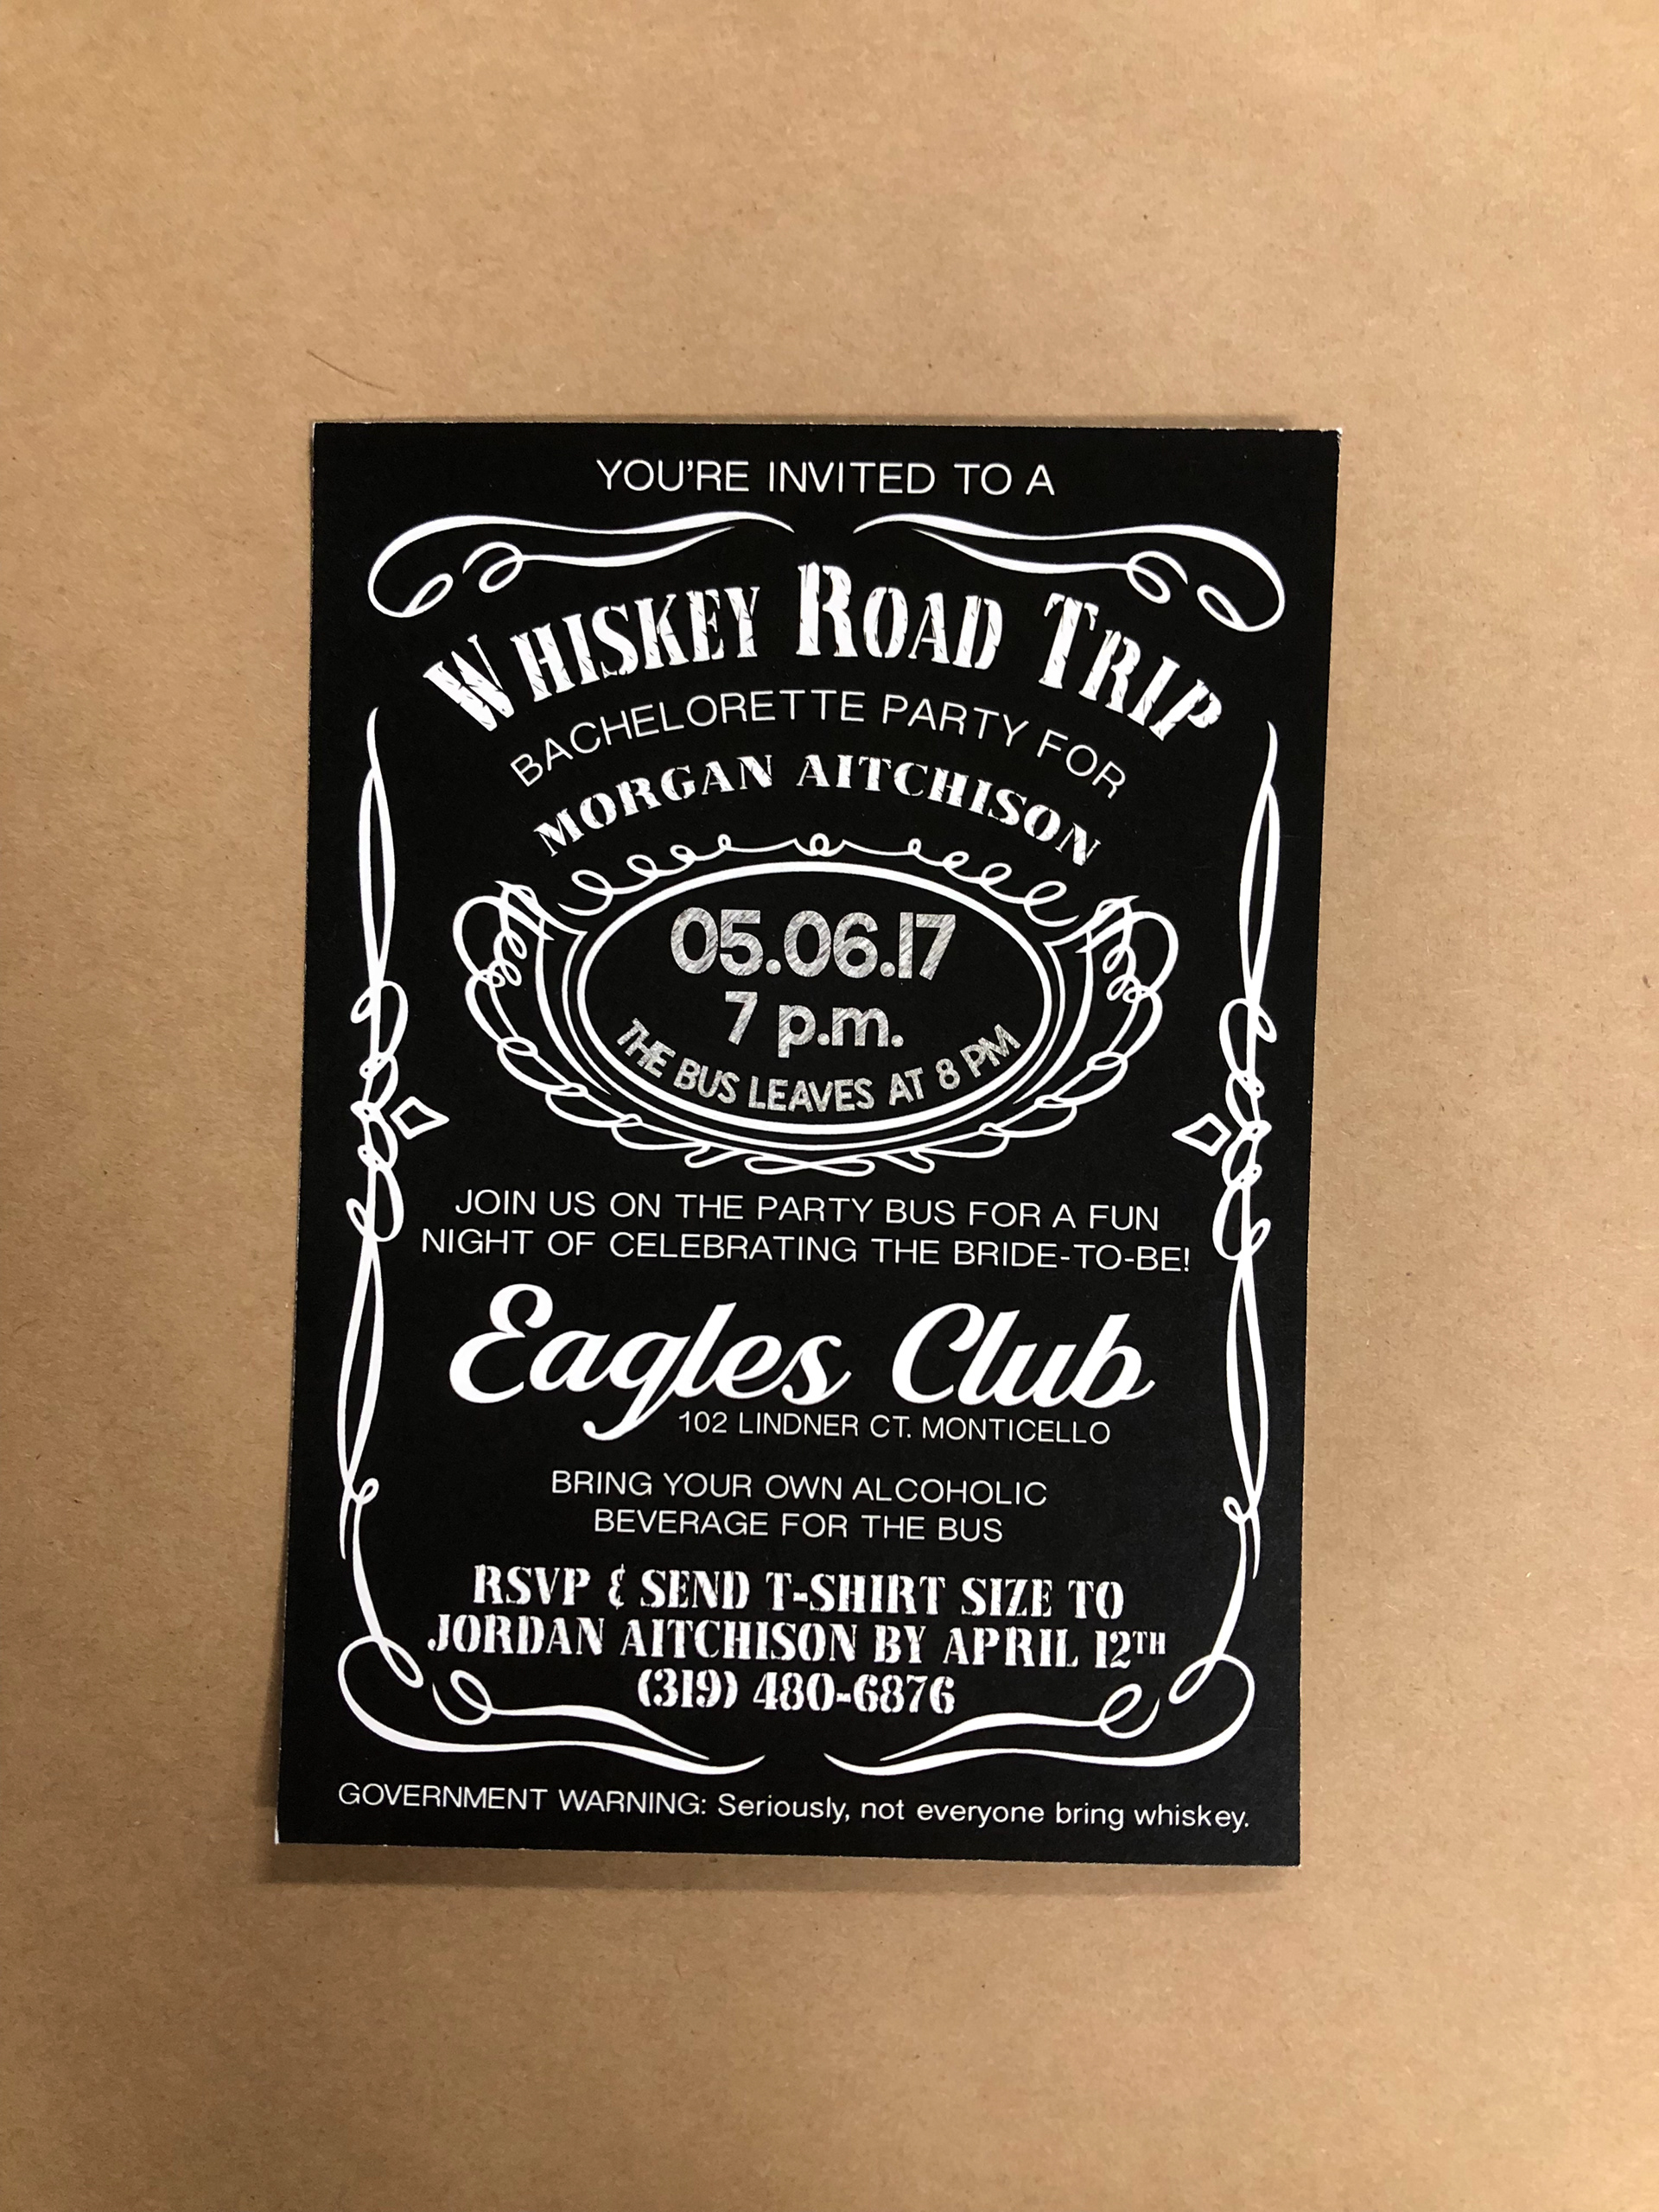 YOU'RE INVITED TO A
WHISKEY ROAD TRIP
BACHELORETTE PARTY FOR
MORGAN AITCHISON
05.06.17
7 p.m.
THE BUS LEAVES AT 8 PM
JOIN US ON THE PARTY BUS FOR A FUN
NIGHT OF CELEBRATING THE BRIDE-TO-BE!
Eagles Club
102 LINDNER CT. MONTICELLO
BRING YOUR OWN ALCOHOLIC
BEVERAGE FOR THE BUS
RSVP & SEND T-SHIRT SIZE TO
JORDAN AITCHISON BY APRIL 12TH
(319) 480-6876
GOVERNMENT WARNING: Seriously, not everyone bring whiskey.